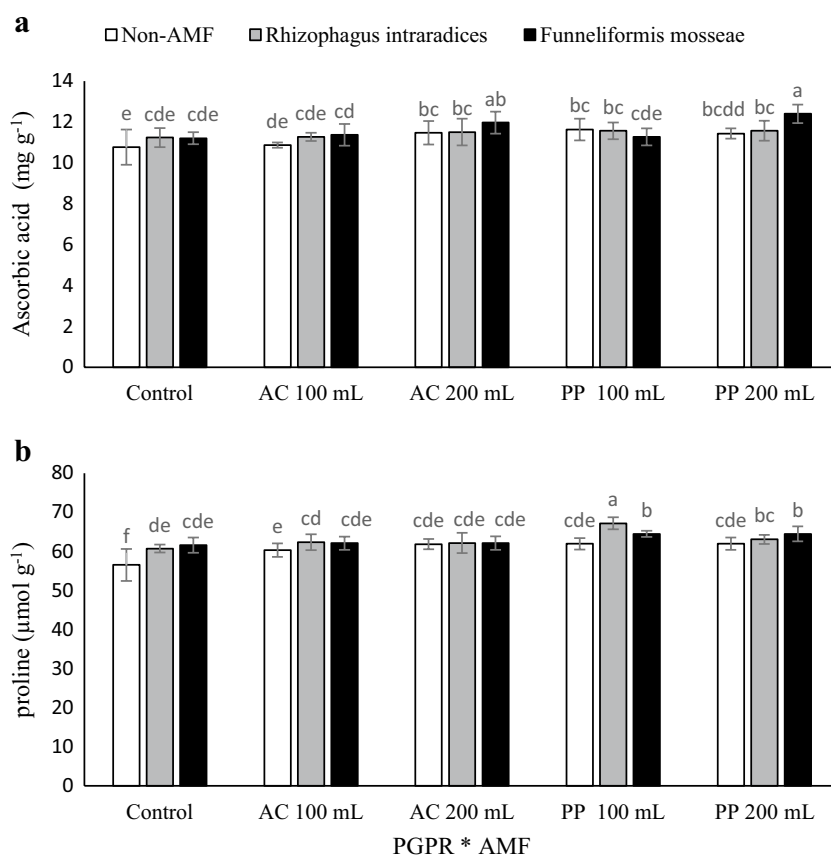 a
Non-AMF Rhizophagus intraradices Funneliformis mosseae
Ascorbic acid (mg g⁻¹)
14
12
10
8
6
4
2
0
e cde cde de cde cd bc bc ab bc bc cde bcdd bc a
Control AC 100 mL AC 200 mL PP 100 mL PP 200 mL
b
proline (µmol g⁻¹)
80
70
60
50
40
30
20
10
0
f de cde e cd cde cde cde cde cde a b cde bc b
Control AC 100 mL AC 200 mL PP 100 mL PP 200 mL
PGPR * AMF